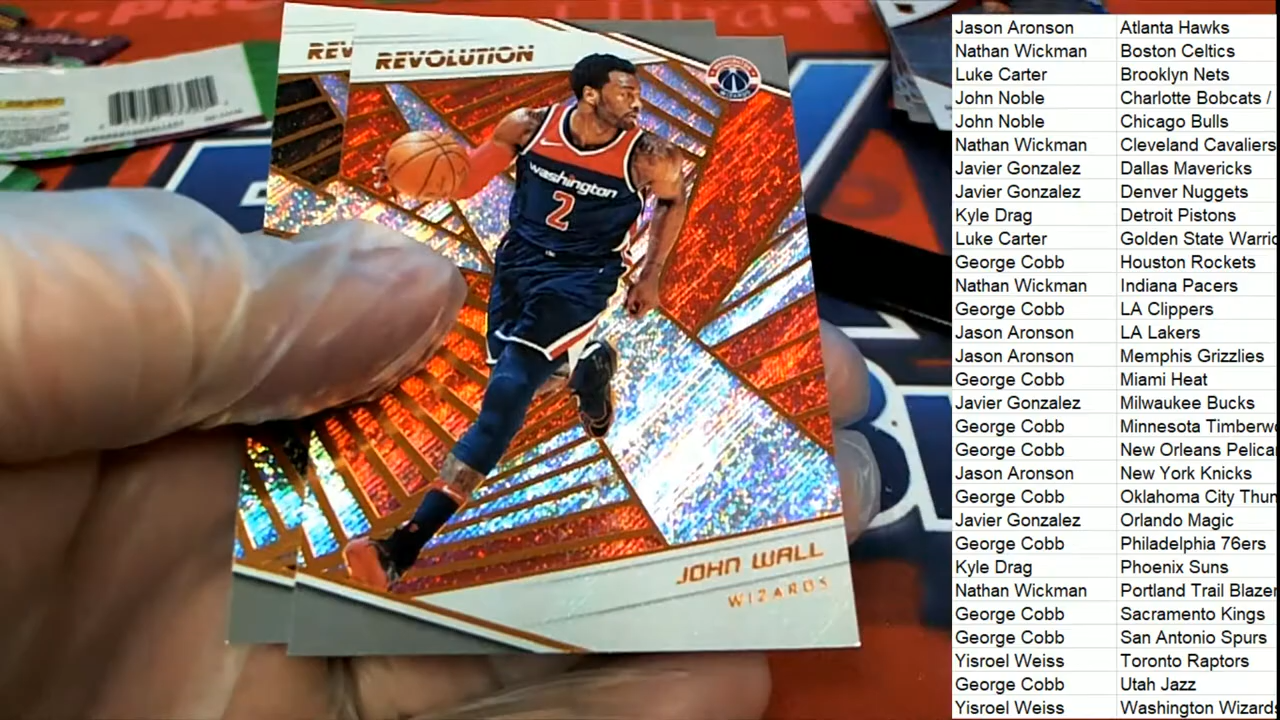 REV
REVOLUTION
WIZARDS
washington
2
JOHN WALL
WIZARDS
Jason Aronson Atlanta Hawks
Nathan Wickman Boston Celtics
Luke Carter Brooklyn Nets
John Noble Charlotte Bobcats /
John Noble Chicago Bulls
Nathan Wickman Cleveland Cavaliers
Javier Gonzalez Dallas Mavericks
Javier Gonzalez Denver Nuggets
Kyle Drag Detroit Pistons
Luke Carter Golden State Warric
George Cobb Houston Rockets
Nathan Wickman Indiana Pacers
George Cobb LA Clippers
Jason Aronson LA Lakers
Jason Aronson Memphis Grizzlies
George Cobb Miami Heat
Javier Gonzalez Milwaukee Bucks
George Cobb Minnesota Timberw
George Cobb New Orleans Pelica
Jason Aronson New York Knicks
George Cobb Oklahoma City Thun
Javier Gonzalez Orlando Magic
George Cobb Philadelphia 76ers
Kyle Drag Phoenix Suns
Nathan Wickman Portland Trail Blazer
George Cobb Sacramento Kings
George Cobb San Antonio Spurs
Yisroel Weiss Toronto Raptors
George Cobb Utah Jazz
Yisroel Weiss Washington Wizards